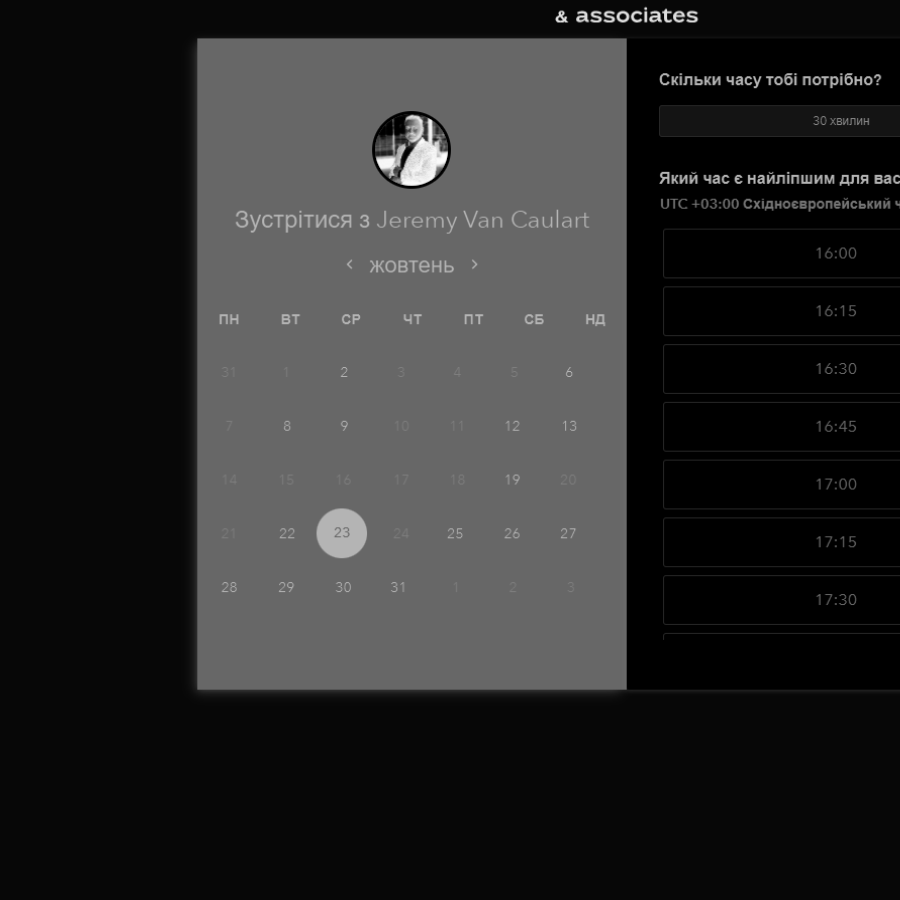 & associates
Зустрітися з Jeremy Van Caulart
жовтень
ПН ВТ СР ЧТ ПТ СБ НД
31 1 2 3 4 5 6
7 8 9 10 11 12 13
14 15 16 17 18 19 20
21 22 23 24 25 26 27
28 29 30 31 1 2 3
Скільки часу тобі потрібно?
30 хвилин
Який час є найліпшим для вас
UTC +03:00 Східноєвропейський ч
16:00
16:15
16:30
16:45
17:00
17:15
17:30